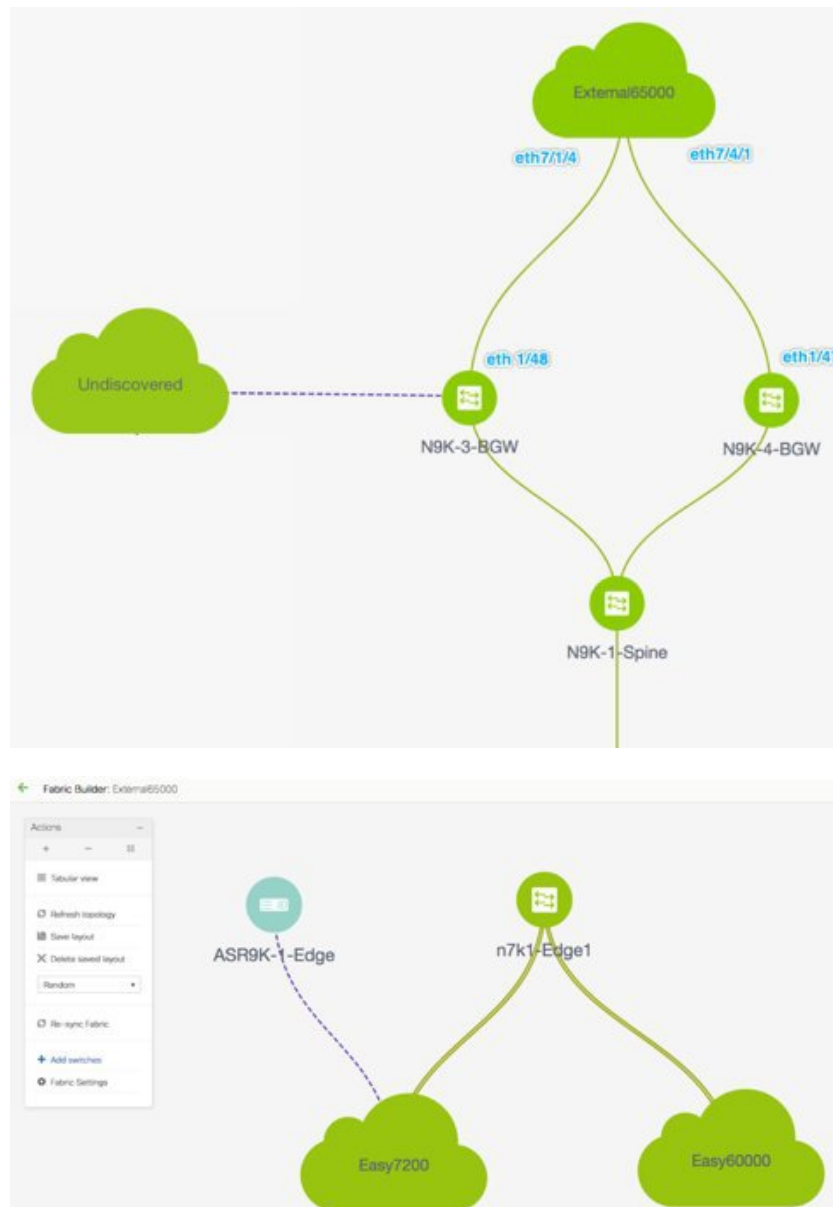 External65000
eth7/1/4
eth7/4/1
eth 1/48
Undiscovered
N9K-3-BGW
N9K-4-BGW
N9K-1-Spine
Fabric Builder: External65000
Actions
Tabular view
Refresh topology
Save layout
Delete saved layout
Random
Re-sync Fabric
Add switches
Fabric Settings
ASR9K-1-Edge
n7k1-Edge1
Easy7200
Easy60000